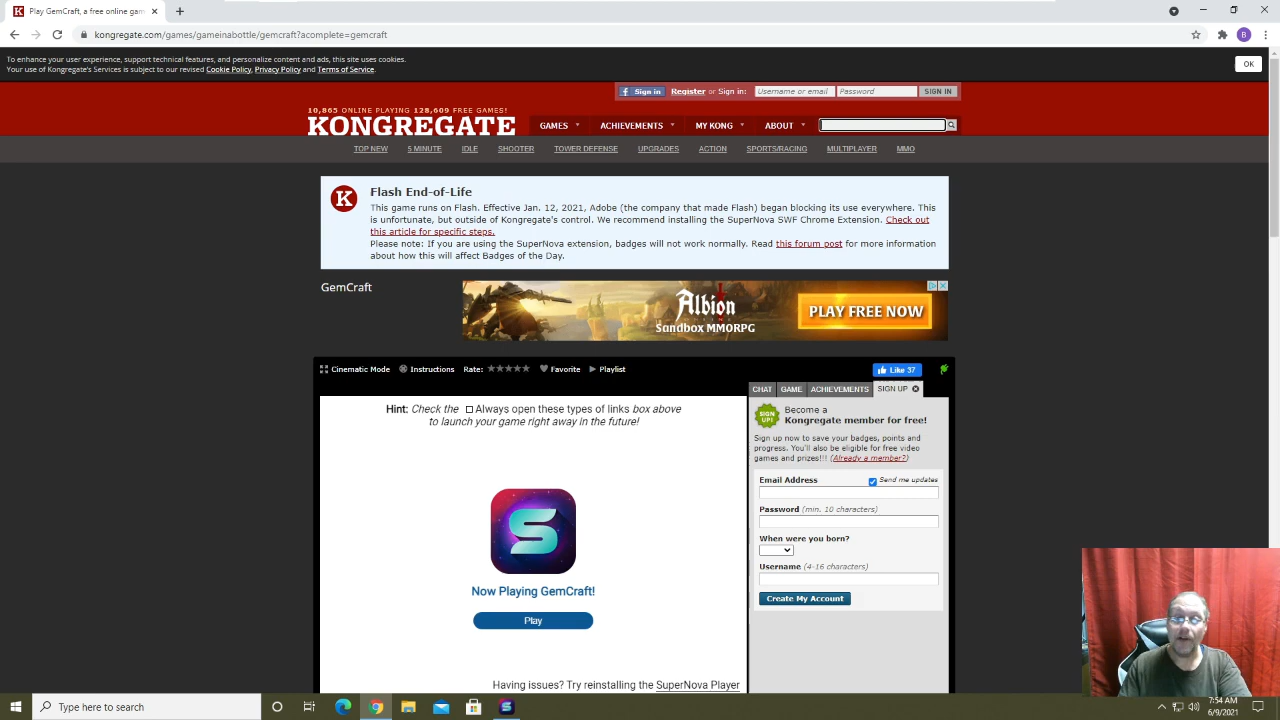 Play GemCraft, a free online gam
kongregate.com/games/gameinabottle/gemcraft?acomplete=gemcraft
B
To enhance your user experience, support technical features, and personalize content and ads, this site uses cookies.
Your use of Kongregate's Services is subject to our revised Cookie Policy, Privacy Policy and Terms of Service.
OK
f Sign in Register or Sign in: Username or email Password SIGN IN
10,865 ONLINE PLAYING 128,609 FREE GAMES!
KONGREGATE
GAMES ACHIEVEMENTS MY KONG ABOUT
TOP NEW 5 MINUTE IDLE SHOOTER TOWER DEFENSE UPGRADES ACTION SPORTS/RACING MULTIPLAYER MMO
Flash End-of-Life
This game runs on Flash. Effective Jan. 12, 2021, Adobe (the company that made Flash) began blocking its use everywhere. This
is unfortunate, but outside of Kongregate's control. We recommend installing the SuperNova SWF Chrome Extension. Check out
this article for specific steps.
Please note: If you are using the SuperNova extension, badges will not work normally. Read this forum post for more information
about how this will affect Badges of the Day.
GemCraft
Albion
ONLINE
Sandbox MMORPG
PLAY FREE NOW
Cinematic Mode Instructions Rate: Favorite Playlist Like 37
CHAT GAME ACHIEVEMENTS SIGN UP
Hint: Check the Always open these types of links box above
to launch your game right away in the future!
Now Playing GemCraft!
Play
Having issues? Try reinstalling the SuperNova Player
SIGN UP!
Become a
Kongregate member for free!
Sign up now to save your badges, points and
progress. You'll also be eligible for free video
games and prizes!!! (Already a member?)
Email Address Send me updates
Password (min. 10 characters)
When were you born?
Username (4-16 characters)
Create My Account
Type here to search
7:54 AM
6/9/2021